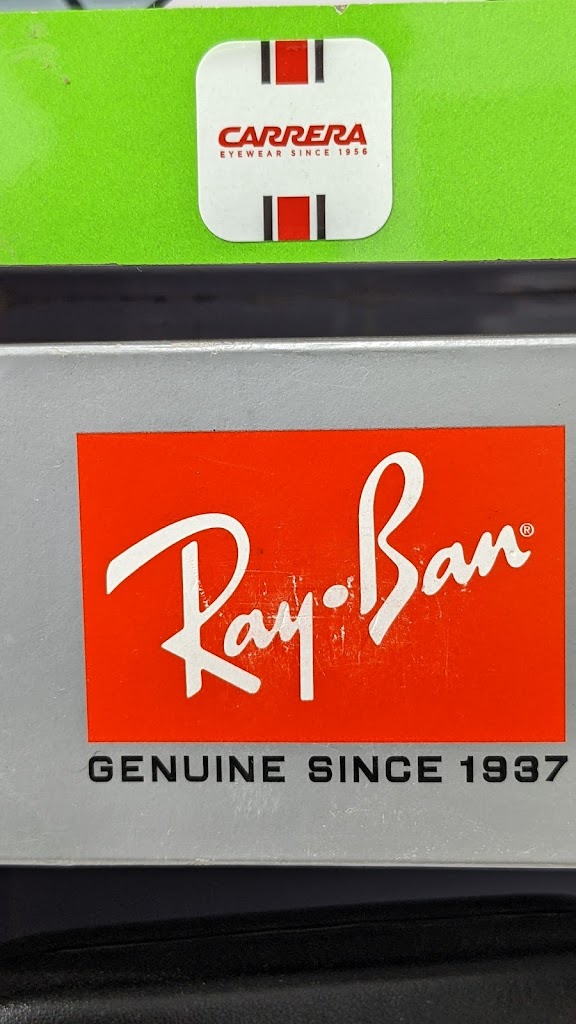 CARRERA
EYEWEAR SINCE 1956
Ray-Ban®
GENUINE SINCE 1937